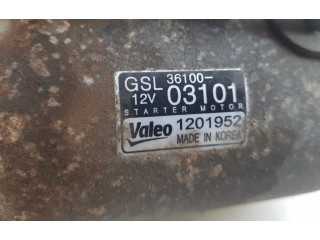 GSL 36100-
12V 03101
STARTER MOTOR
Valeo 1201952
MADE IN KOREA